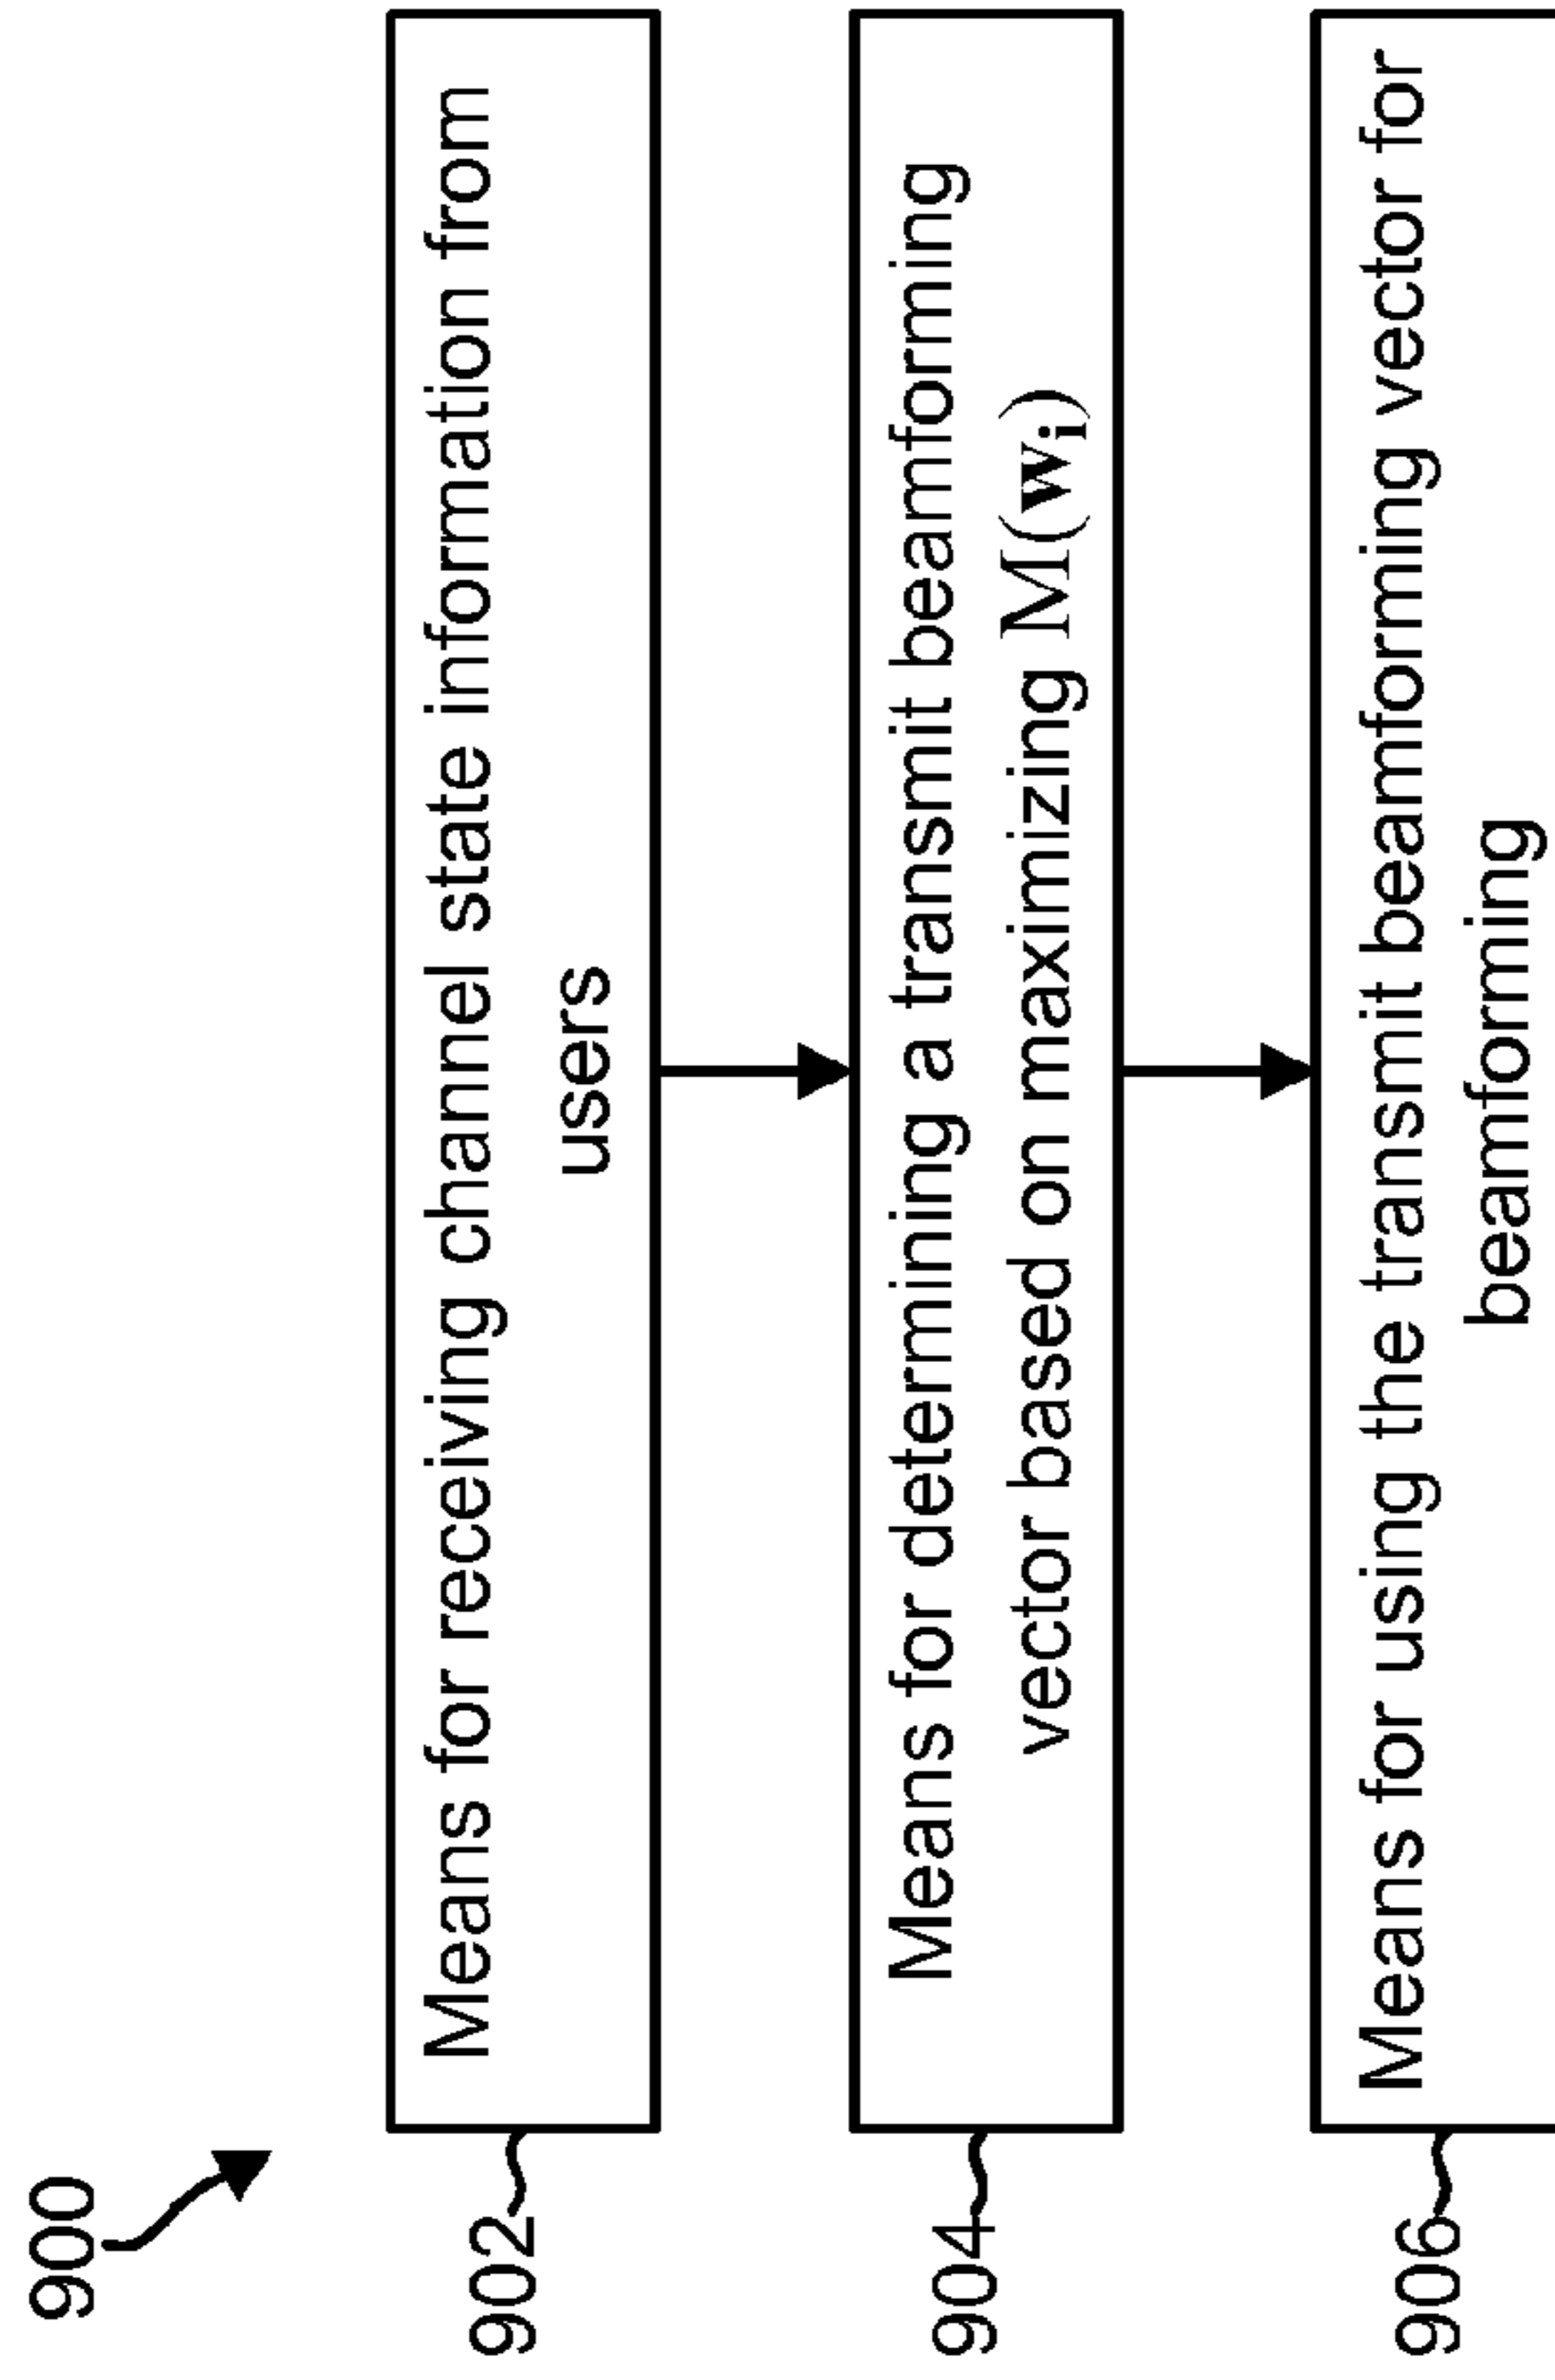 900
902
Means for receiving channel state information from
users
904
Means for determining a transmit beamforming
vector based on maximizing M(wᵢ)
906
Means for using the transmit beamforming vector for
beamforming